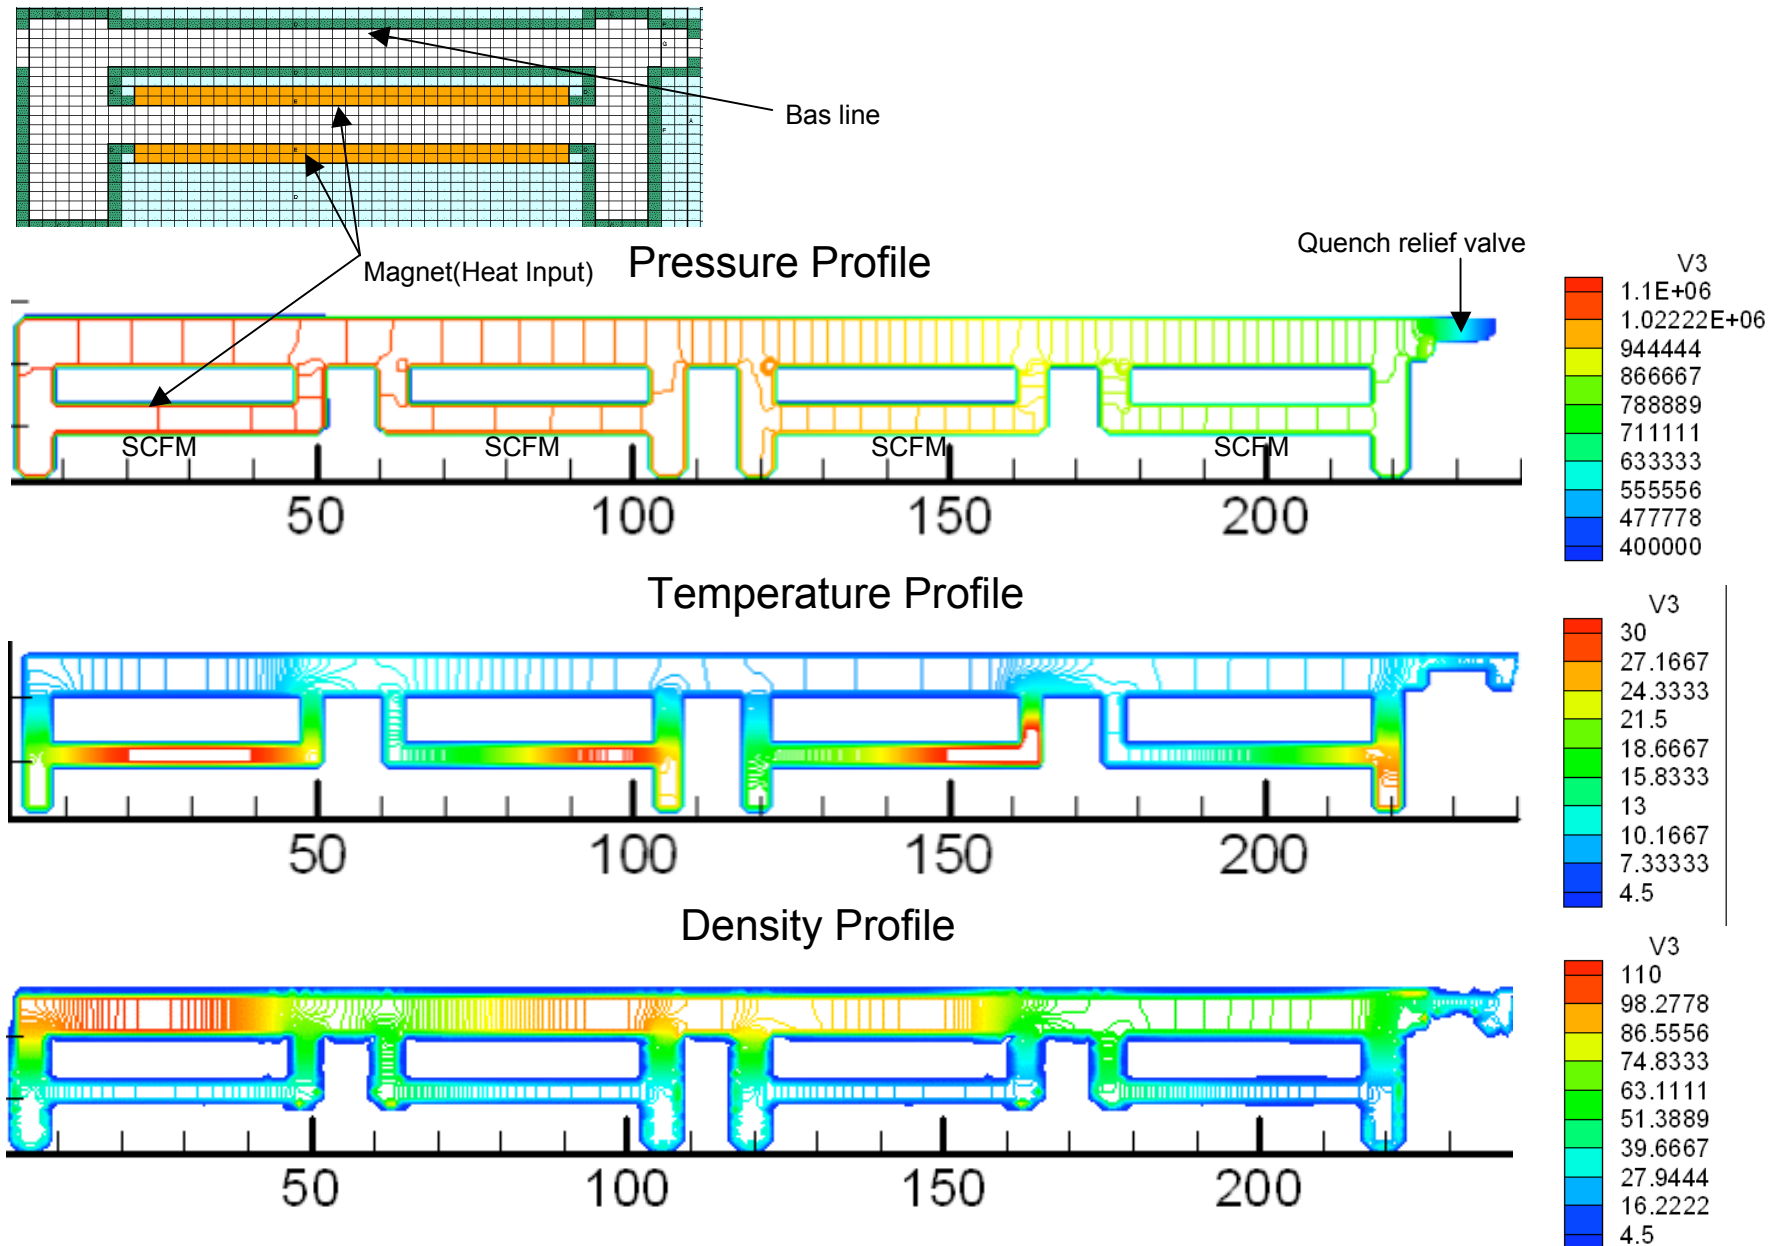 Bas line
Magnet(Heat Input)
Pressure Profile
Quench relief valve
V3
1.1E+06
1.02222E+06
944444
866667
788889
711111
633333
555556
477778
400000
SCFM SCFM SCFM SCFM
50 100 150 200
Temperature Profile
V3
30
27.1667
24.3333
21.5
18.6667
15.8333
13
10.1667
7.33333
4.5
50 100 150 200
Density Profile
V3
110
98.2778
86.5556
74.8333
63.1111
51.3889
39.6667
27.9444
16.2222
4.5
50 100 150 200